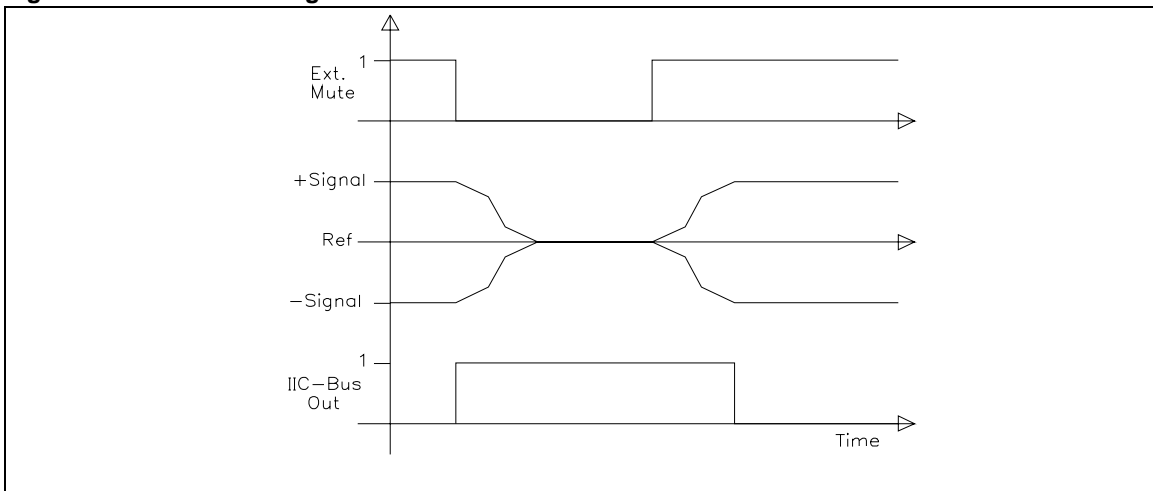 1
Ext.
Mute
+Signal
Ref
−Signal
1
IIC−Bus
Out
Time